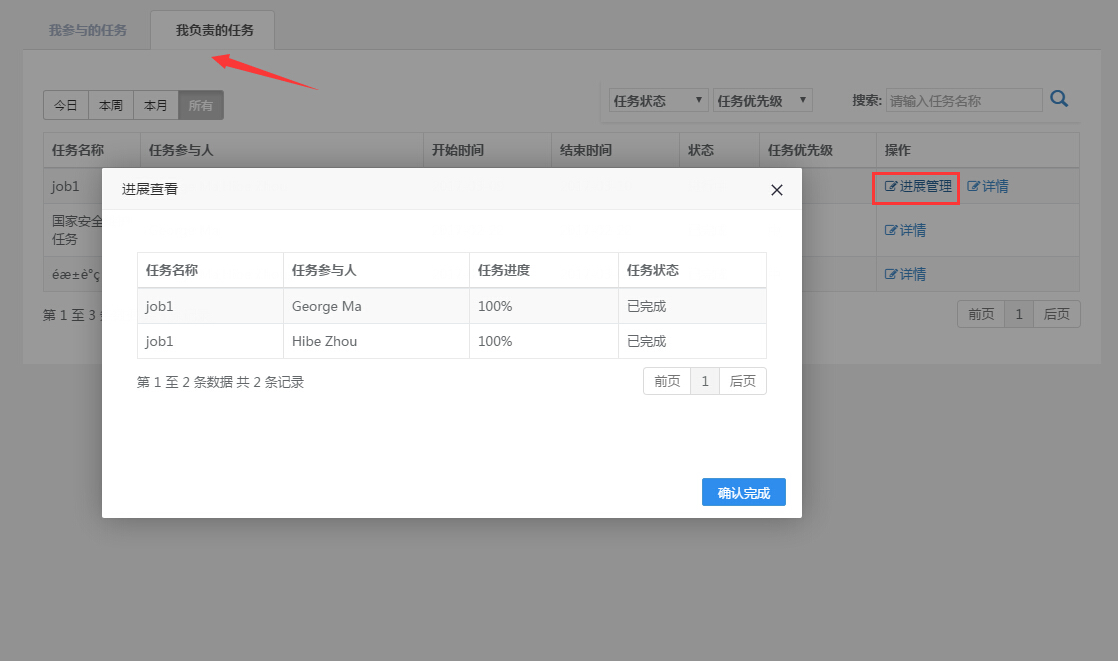 我参与的任务 我负责的任务
今日 本周 本月 所有 任务状态 任务优先级 搜索: 请输入任务名称
任务名称 任务参与人 开始时间 结束时间 状态 任务优先级 操作
job1 进展管理 详情
国家安全
任务 详情
éæ±è°ç 详情
第 1 至 3 前页 1 后页
进展查看
任务名称 任务参与人 任务进度 任务状态
job1 George Ma 100% 已完成
job1 Hibe Zhou 100% 已完成
第 1 至 2 条数据 共 2 条记录 前页 1 后页
确认完成